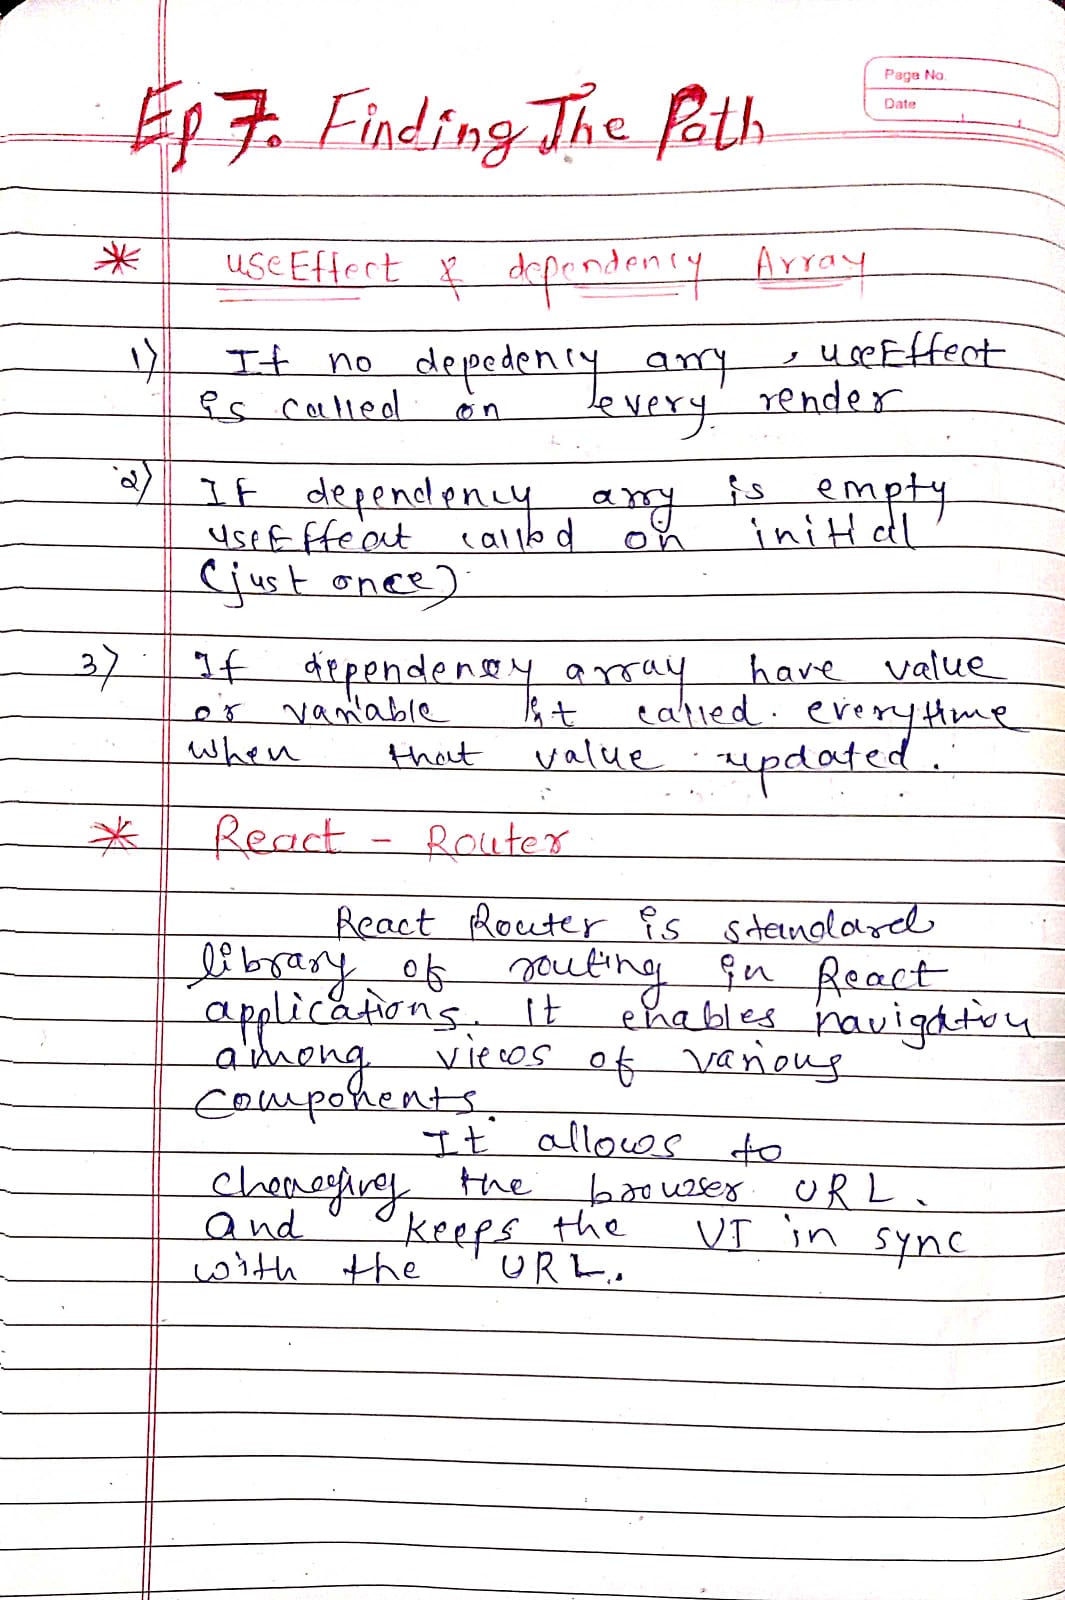 Page No.
Date
Ep 7. Finding The Path
* useEffect & dependency Array
1) If no depedency arry, useEffect
is called on every render
2) If dependency arry is empty
useEffect called on initial
(just once)
3) If dependency array have value
or variable it called everytime
when that value updated.
* React - Router
React Router is standard
library of routing in React
applications. It enables navigation
among views of various
components.
It allows to
changing the browser URL.
and keeps the UI in sync
with the URL.